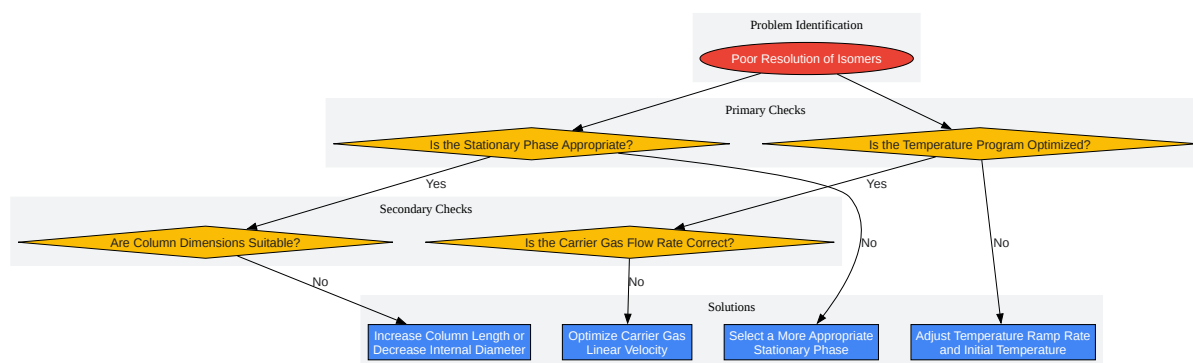 Problem Identification
Poor Resolution of Isomers
Primary Checks
Is the Stationary Phase Appropriate?
Is the Temperature Program Optimized?
Yes
Yes
Secondary Checks
Are Column Dimensions Suitable?
Is the Carrier Gas Flow Rate Correct?
No
No
No
No
Solutions
Increase Column Length or
Decrease Internal Diameter
Optimize Carrier Gas
Linear Velocity
Select a More Appropriate
Stationary Phase
Adjust Temperature Ramp Rate
and Initial Temperature